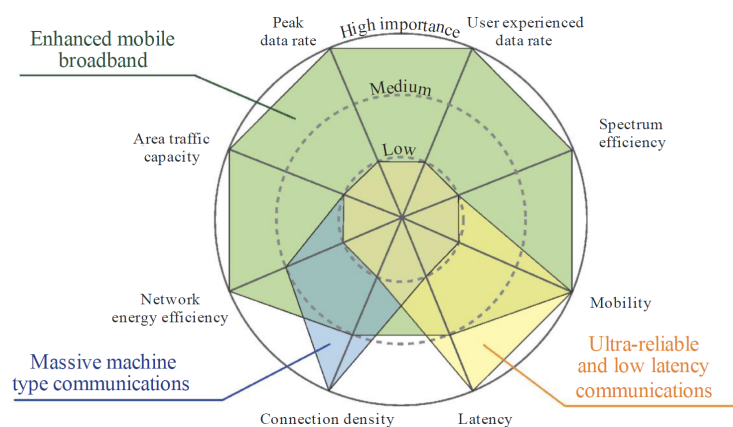 Peak
data rate
High importance
User experienced
data rate
Enhanced mobile
broadband
Medium
Area traffic
capacity
Low
Spectrum
efficiency
Network
energy efficiency
Mobility
Massive machine
type communications
Ultra-reliable
and low latency
communications
Connection density
Latency